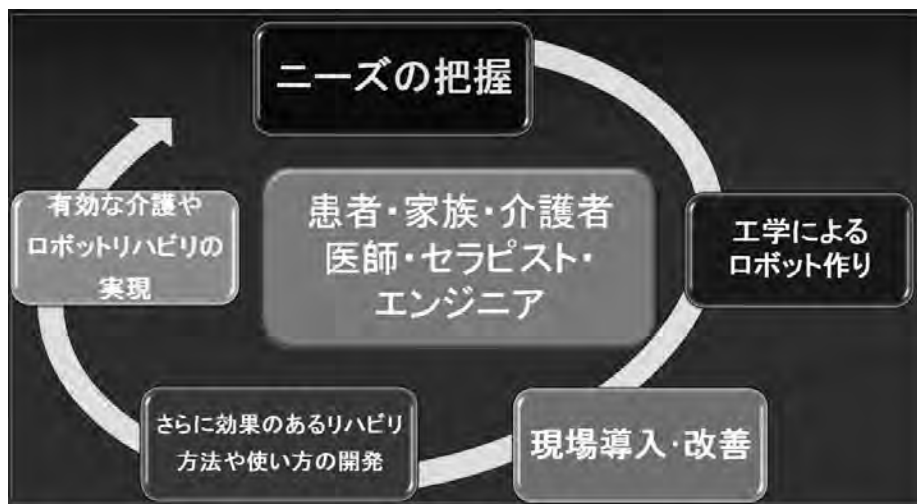 ニーズの把握
患者・家族・介護者
医師・セラピスト・
エンジニア
工学による
ロボット作り
現場導入・改善
さらに効果のあるリハビリ
方法や使い方の開発
有効な介護や
ロボットリハビリの
実現